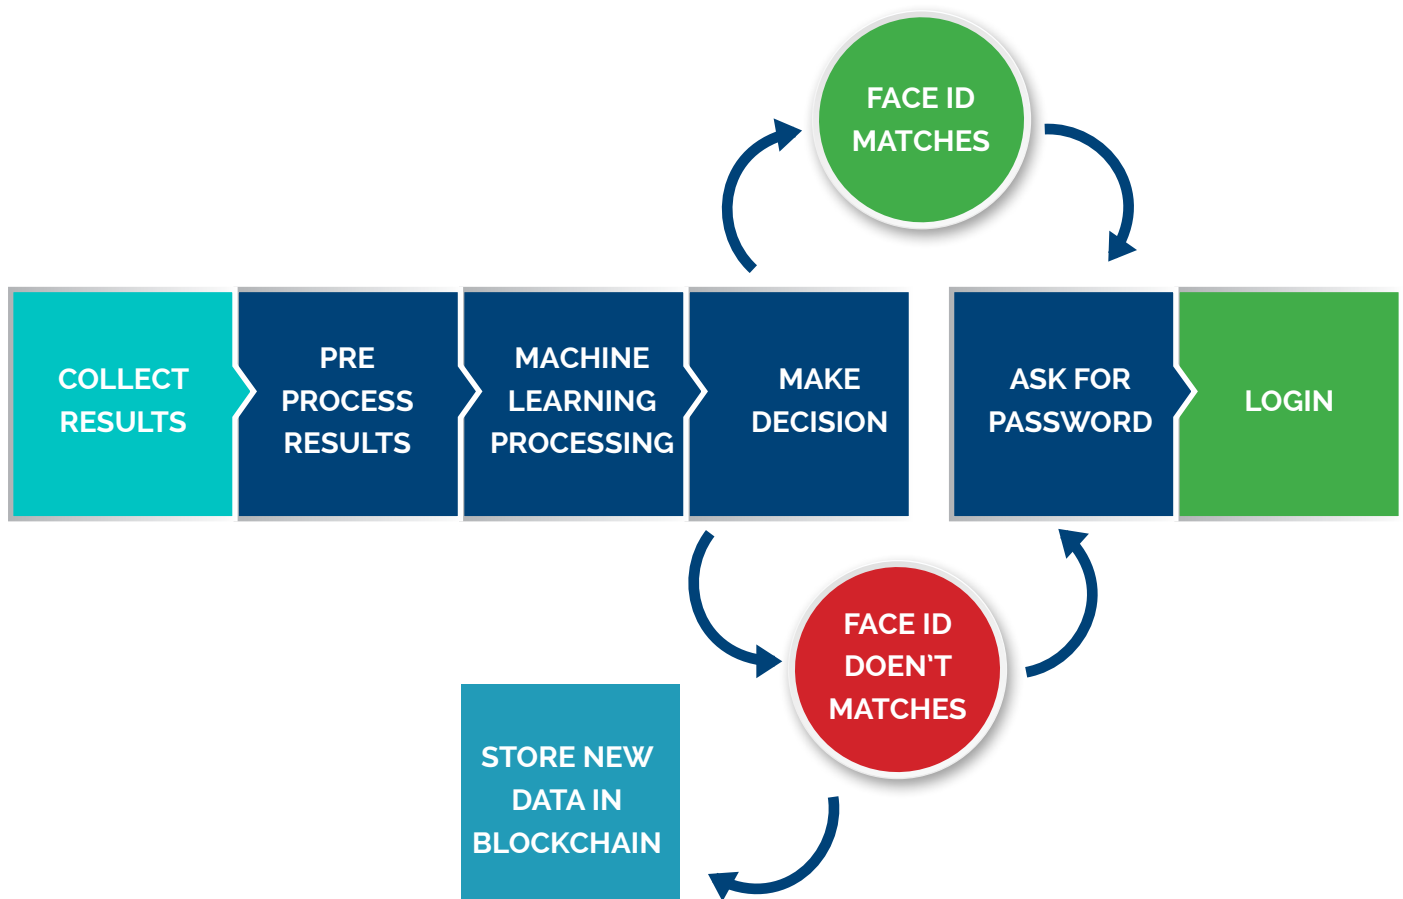 FACE ID
MATCHES
COLLECT
RESULTS
PRE
PROCESS
RESULTS
MACHINE
LEARNING
PROCESSING
MAKE
DECISION
ASK FOR
PASSWORD
LOGIN
FACE ID
DOEN'T
MATCHES
STORE NEW
DATA IN
BLOCKCHAIN